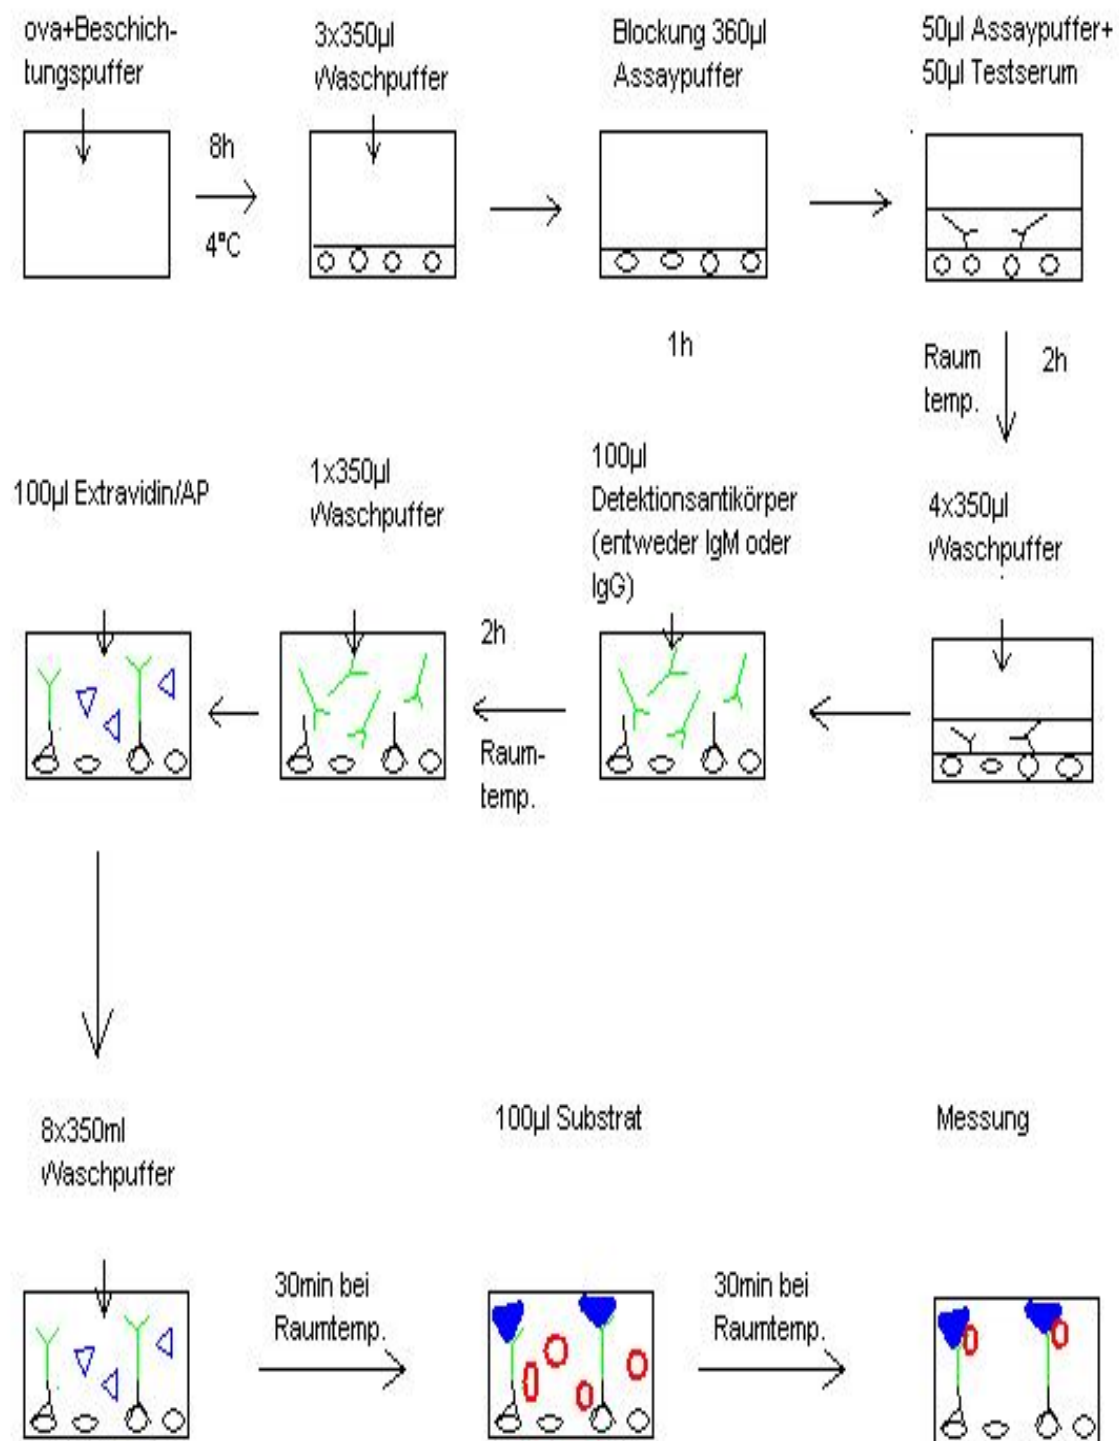 ova+Beschich-
tungspuffer
3x350µl
Waschpuffer
Blockung 360µl
Assaypuffer
50µl Assaypuffer+
50µl Testserum
8h
4°C
1h
Raum
temp.
2h
100µl Extravidin/AP
1x350µl
Waschpuffer
100µl
Detektionsantikörper
(entweder IgM oder
IgG)
4x350µl
Waschpuffer
2h
Raum-
temp.
8x350ml
Waschpuffer
100µl Substrat
Messung
30min bei
Raumtemp.
30min bei
Raumtemp.